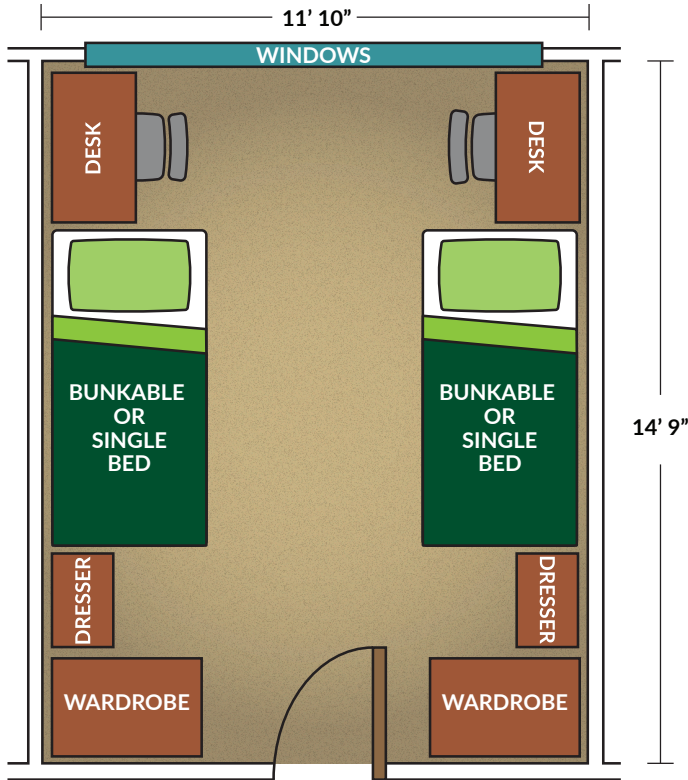 11’ 10”
WINDOWS
DESK
DESK
BUNKABLE
OR
SINGLE
BED
BUNKABLE
OR
SINGLE
BED
14’ 9”
DRESSER
DRESSER
WARDROBE
WARDROBE